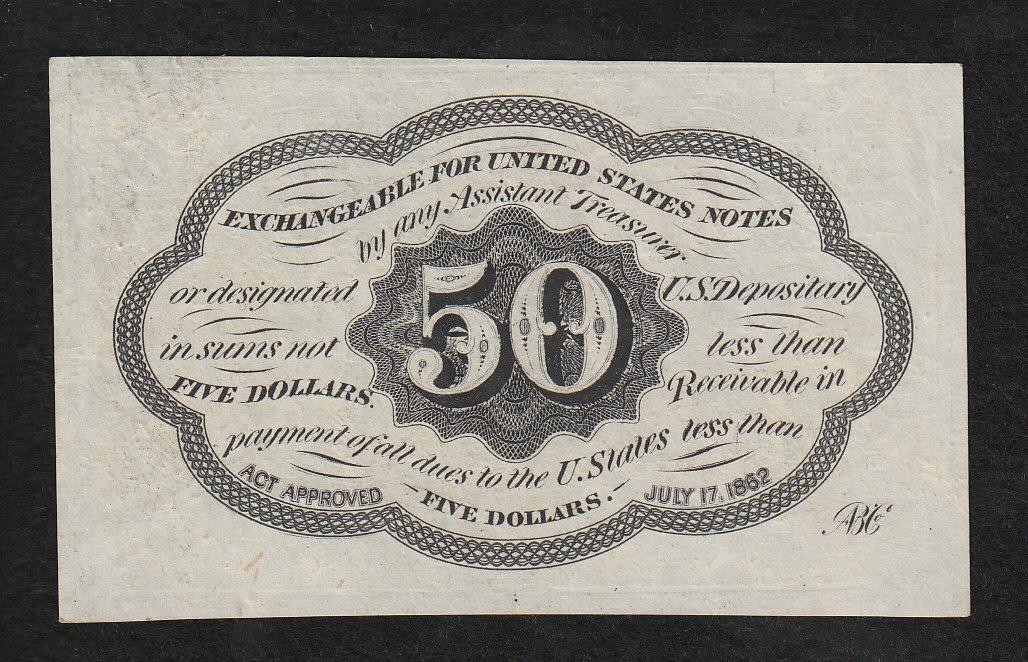 EXCHANGEABLE FOR UNITED STATES NOTES
by any Assistant Treasurer
or designated U.S. Depositary
in sums not less than
FIVE DOLLARS. Receivable in
payment of all dues to the U. States less than
FIVE DOLLARS.
50
ACT APPROVED JULY 17. 1862
ABCo